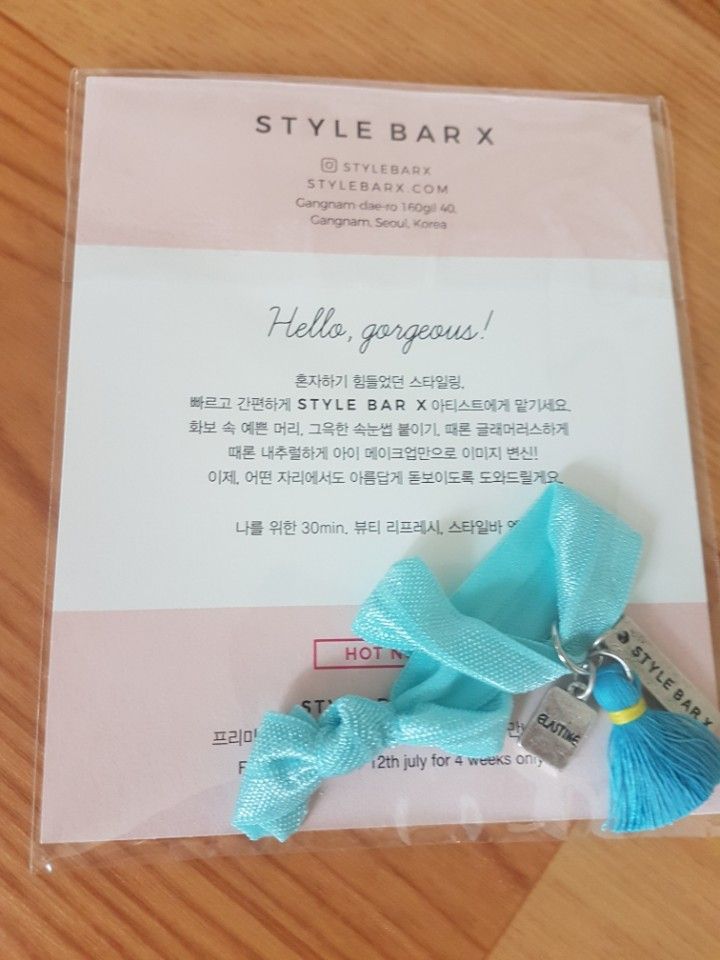 STYLE BAR X
STYLEBARX
STYLEBARX.COM
Gangnam-dae-ro 160gil 40,
Gangnam, Seoul, Korea
Hello, gorgeous!
혼자하기 힘들었던 스타일링,
빠르고 간편하게 STYLE BAR X 아티스트에게 맡기세요.
화보 속 예쁜 머리, 그윽한 속눈썹 붙이기, 때론 글래머러스하게
때론 내추럴하게 아이 메이크업만으로 이미지 변신!!
이제, 어떤 자리에서도 아름답게 돋보이도록 도와드릴게요.
나를 위한 30min. 뷰티 리프레시, 스타일바
HOT
12th july for 4 weeks only
STYLE BAR X
ELASTINE